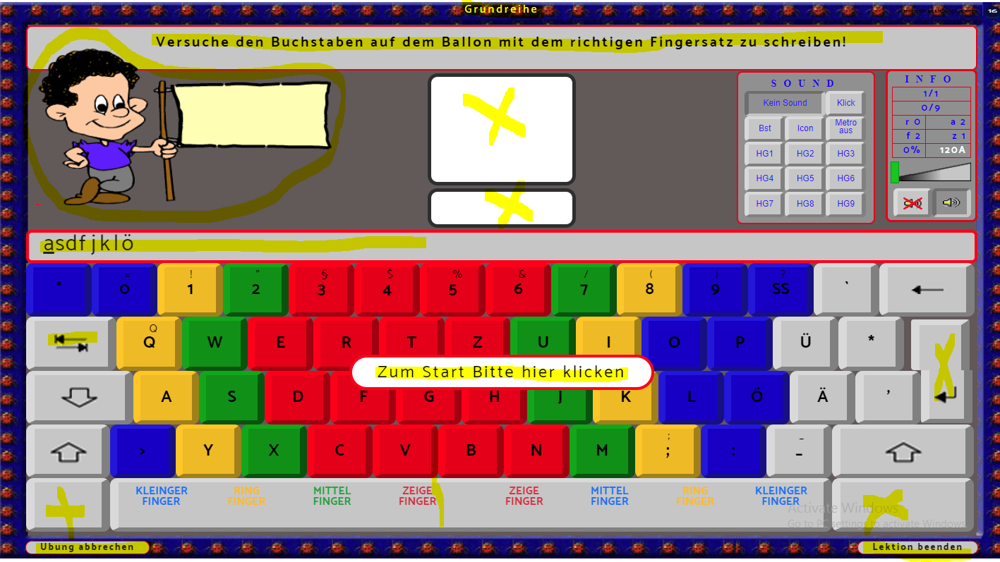 Grundreihe
16
Versuche den Buchstaben auf dem Ballon mit dem richtigen Fingersatz zu schreiben!
SOUND
Kein Sound Klick
Bst Icon Metro aus
HG1 HG2 HG3
HG4 HG5 HG6
HG7 HG8 HG9
INFO
1/1
0/9
r 0 a 2
f 2 z 1
0% 120A
asdfjklö
° 0 1 2 3 4 5 6 7 8 9 SS `
– ! " § $ % & / ( ) ?
Q
Q W E R T Z U I O P Ü *
Zum Start Bitte hier klicken
A S D F G H J K L Ö Ä '
> Y X C V B N M ; : -
; –
KLEINGER FINGER RING FINGER MITTEL FINGER ZEIGE FINGER ZEIGE FINGER MITTEL FINGER RING FINGER KLEINGER FINGER
Activate Windows
Go to PC settings to activate Windows.
Übung abbrechen
Lektion beenden